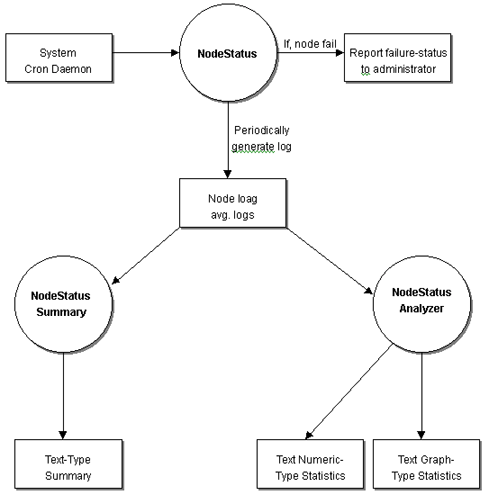 System
Cron Daemon
NodeStatus
If, node fail
Report failure-status
to administrator
Periodically
generate log
Node loag
avg. logs
NodeStatus
Summary
NodeStatus
Analyzer
Text-Type
Summary
Text Numeric-
Type Statistics
Text Graph-
Type Statistics